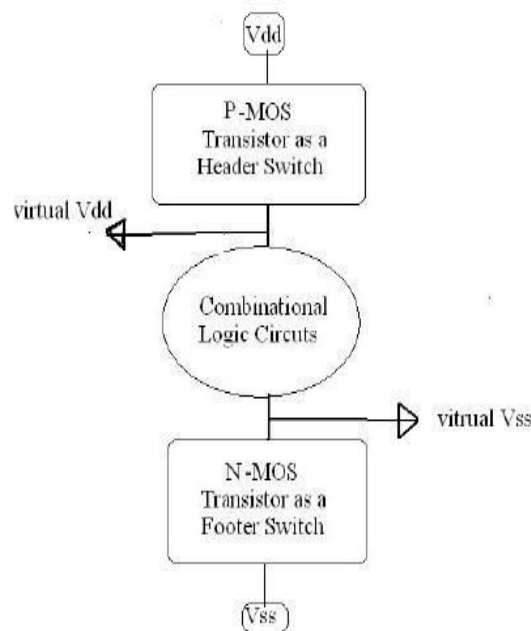 Vdd
P-MOS
Transistor as a
Header Switch
virtual Vdd
Combinational
Logic Circuts
vitrual Vss
N-MOS
Transistor as a
Footer Switch
Vss